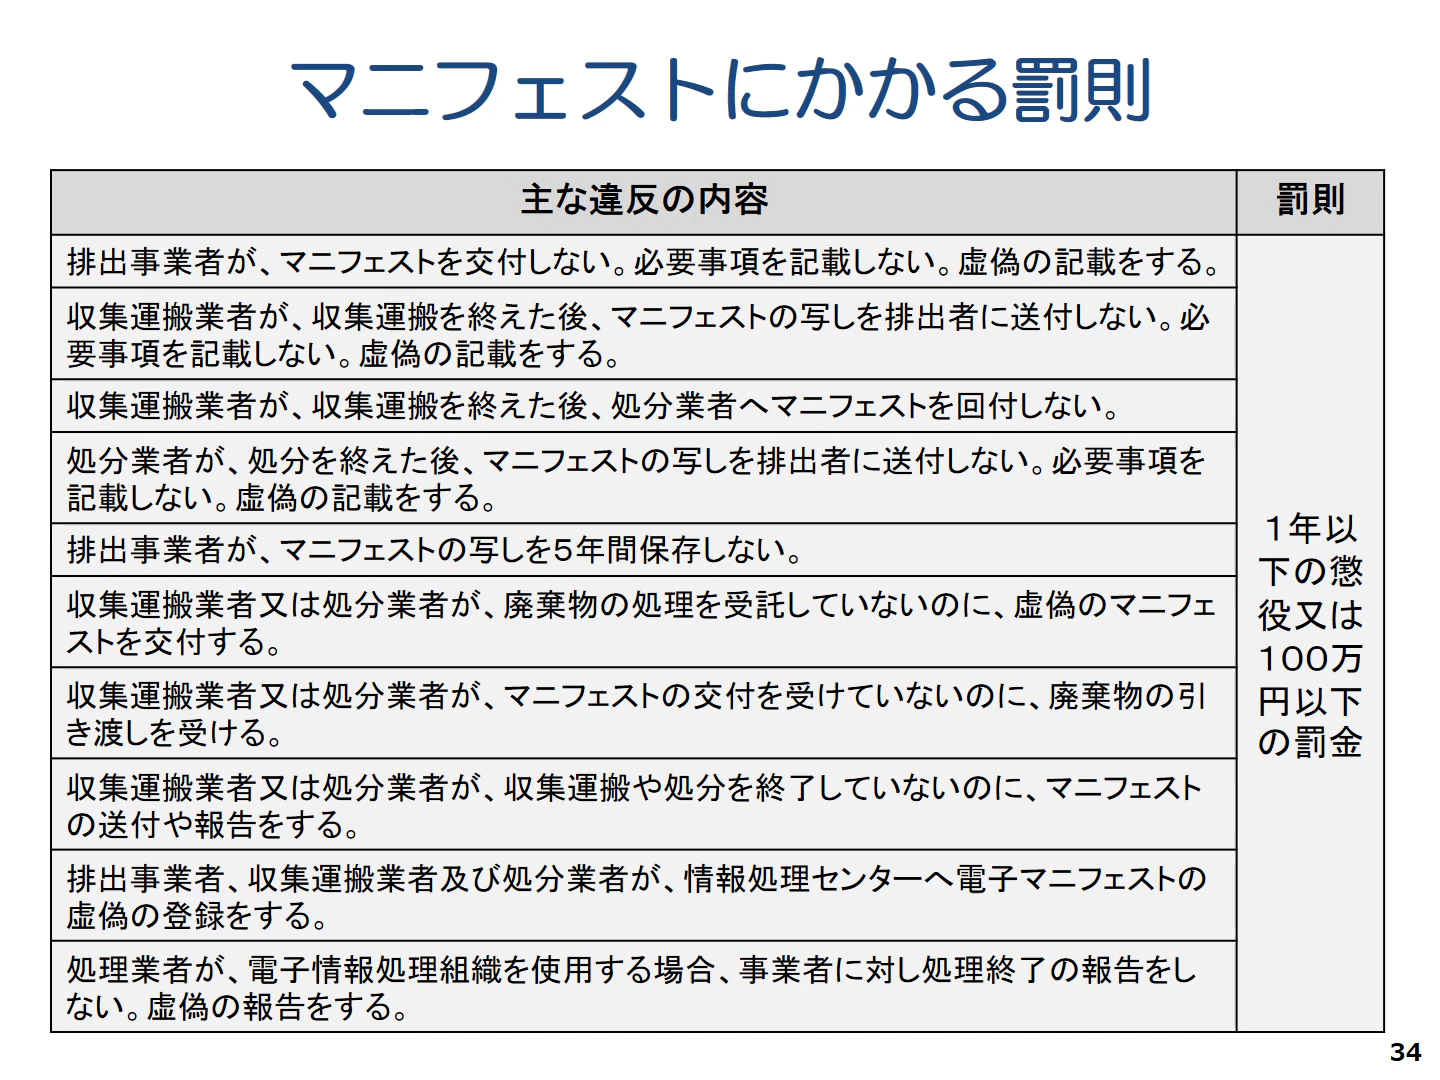 マニフェストにかかる罰則
主な違反の内容
罰則
排出事業者が、マニフェストを交付しない。必要事項を記載しない。虚偽の記載をする。
収集運搬業者が、収集運搬を終えた後、マニフェストの写しを排出者に送付しない。必
要事項を記載しない。虚偽の記載をする。
収集運搬業者が、収集運搬を終えた後、処分業者へマニフェストを回付しない。
処分業者が、処分を終えた後、マニフェストの写しを排出者に送付しない。必要事項を
記載しない。虚偽の記載をする。
排出事業者が、マニフェストの写しを５年間保存しない。
収集運搬業者又は処分業者が、廃棄物の処理を受託していないのに、虚偽のマニフェ
ストを交付する。
収集運搬業者又は処分業者が、マニフェストの交付を受けていないのに、廃棄物の引
き渡しを受ける。
収集運搬業者又は処分業者が、収集運搬や処分を終了していないのに、マニフェスト
の送付や報告をする。
排出事業者、収集運搬業者及び処分業者が、情報処理センターへ電子マニフェストの
虚偽の登録をする。
処理業者が、電子情報処理組織を使用する場合、事業者に対し処理終了の報告をし
ない。虚偽の報告をする。
１年以
下の懲
役又は
１００万
円以下
の罰金
34